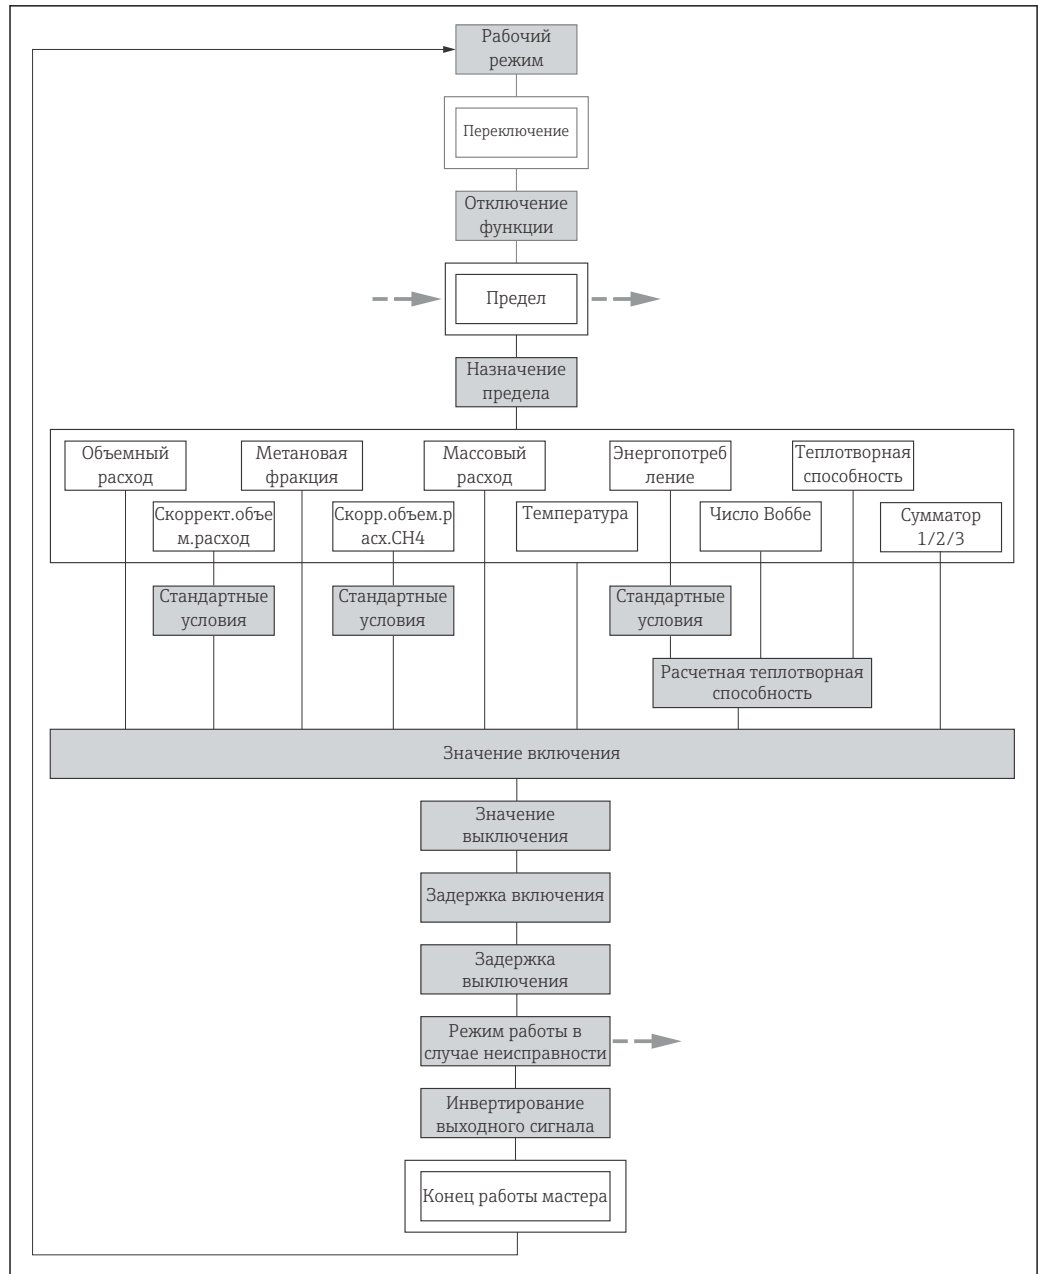 Рабочий
режим
Переключение
Отключение
функции
Предел
Назначение
предела
Объемный
расход
Метановая
фракция
Массовый
расход
Энергопотреб
ление
Теплотворная
способность
Скоррект.объе
м.расход
Скорр.объем.р
асх.CH4
Температура
Число Воббе
Сумматор
1/2/3
Стандартные
условия
Стандартные
условия
Стандартные
условия
Расчетная теплотворная
способность
Значение включения
Значение
выключения
Задержка включения
Задержка
выключения
Режим работы в
случае неисправности
Инвертирование
выходного сигнала
Конец работы мастера